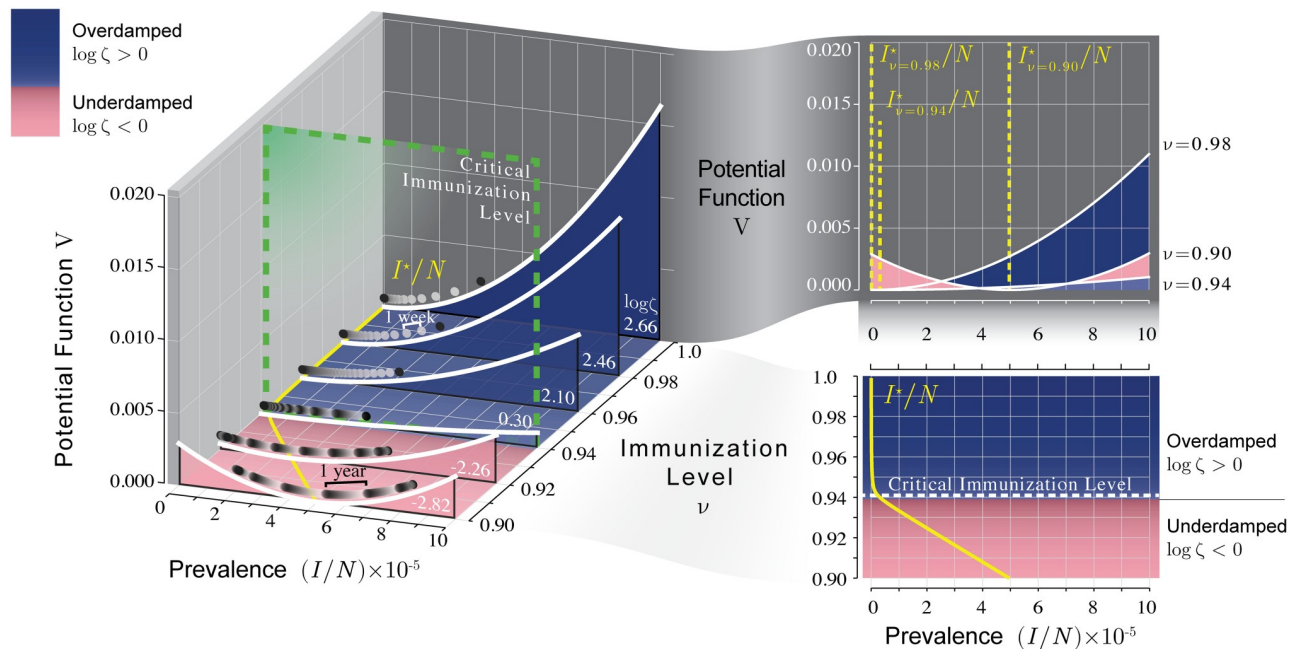 Overdamped
log ζ > 0
Underdamped
log ζ < 0
Potential Function V
0.020
0.015
0.010
0.005
0.000
0
2
4
6
8
10
Prevalence (I/N)×10⁻⁵
Critical
Immunization
Level
I*/N
1 week
1 year
logζ
2.66
2.46
2.10
0.30
-2.26
-2.82
1.0
0.98
0.96
0.94
0.92
0.90
Potential
Function
V
Immunization
Level
ν
0.020
0.015
0.010
0.005
0.000
I*ν=0.98/N
I*ν=0.90/N
I*ν=0.94/N
ν=0.98
ν=0.90
ν=0.94
0 2 4 6 8 10
1.0
0.98
0.96
0.94
0.92
0.90
I*/N
Critical Immunization Level
Overdamped
log ζ > 0
Underdamped
log ζ < 0
0 2 4 6 8 10
Prevalence (I/N)×10⁻⁵